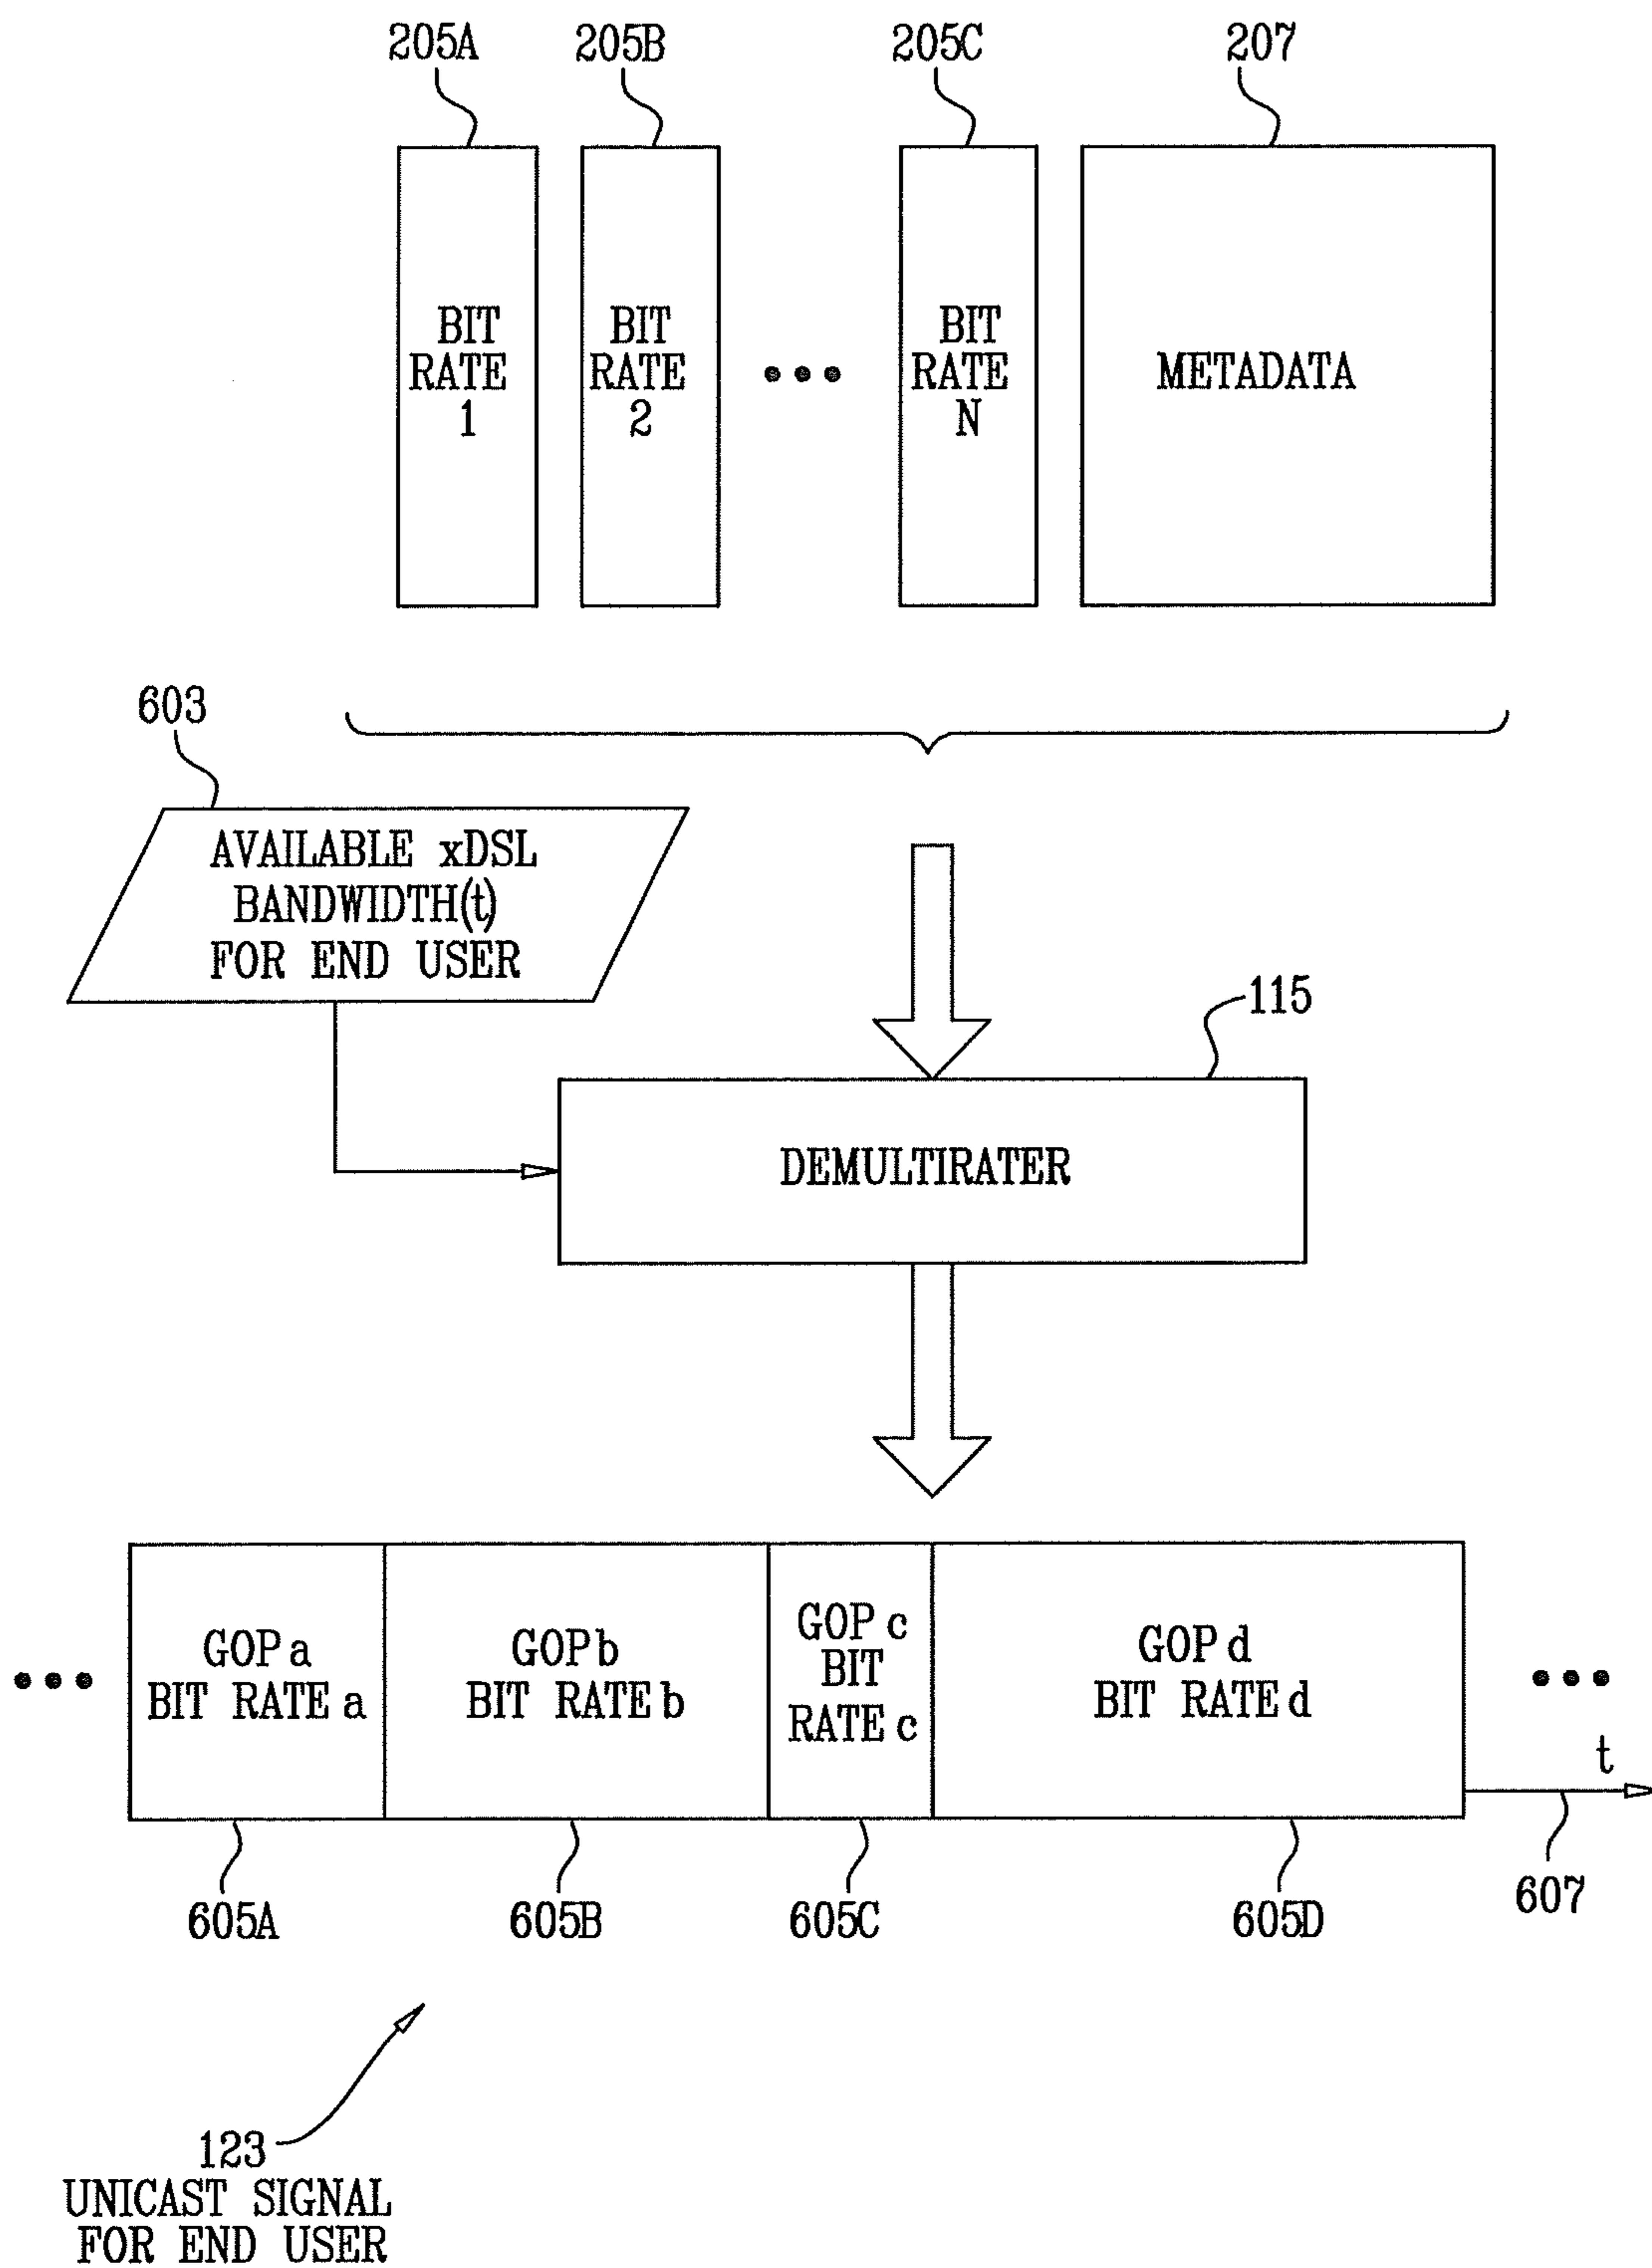 205A 205B 205C 207
BIT
RATE
1
BIT
RATE
2
BIT
RATE
N
METADATA
603
AVAILABLE xDSL
BANDWIDTH(t)
FOR END USER
115
DEMULTIRATER
GOP a
BIT RATE a
GOP b
BIT RATE b
GOP c
BIT
RATE c
GOP d
BIT RATE d
t
605A 605B 605C 605D 607
123
UNICAST SIGNAL
FOR END USER